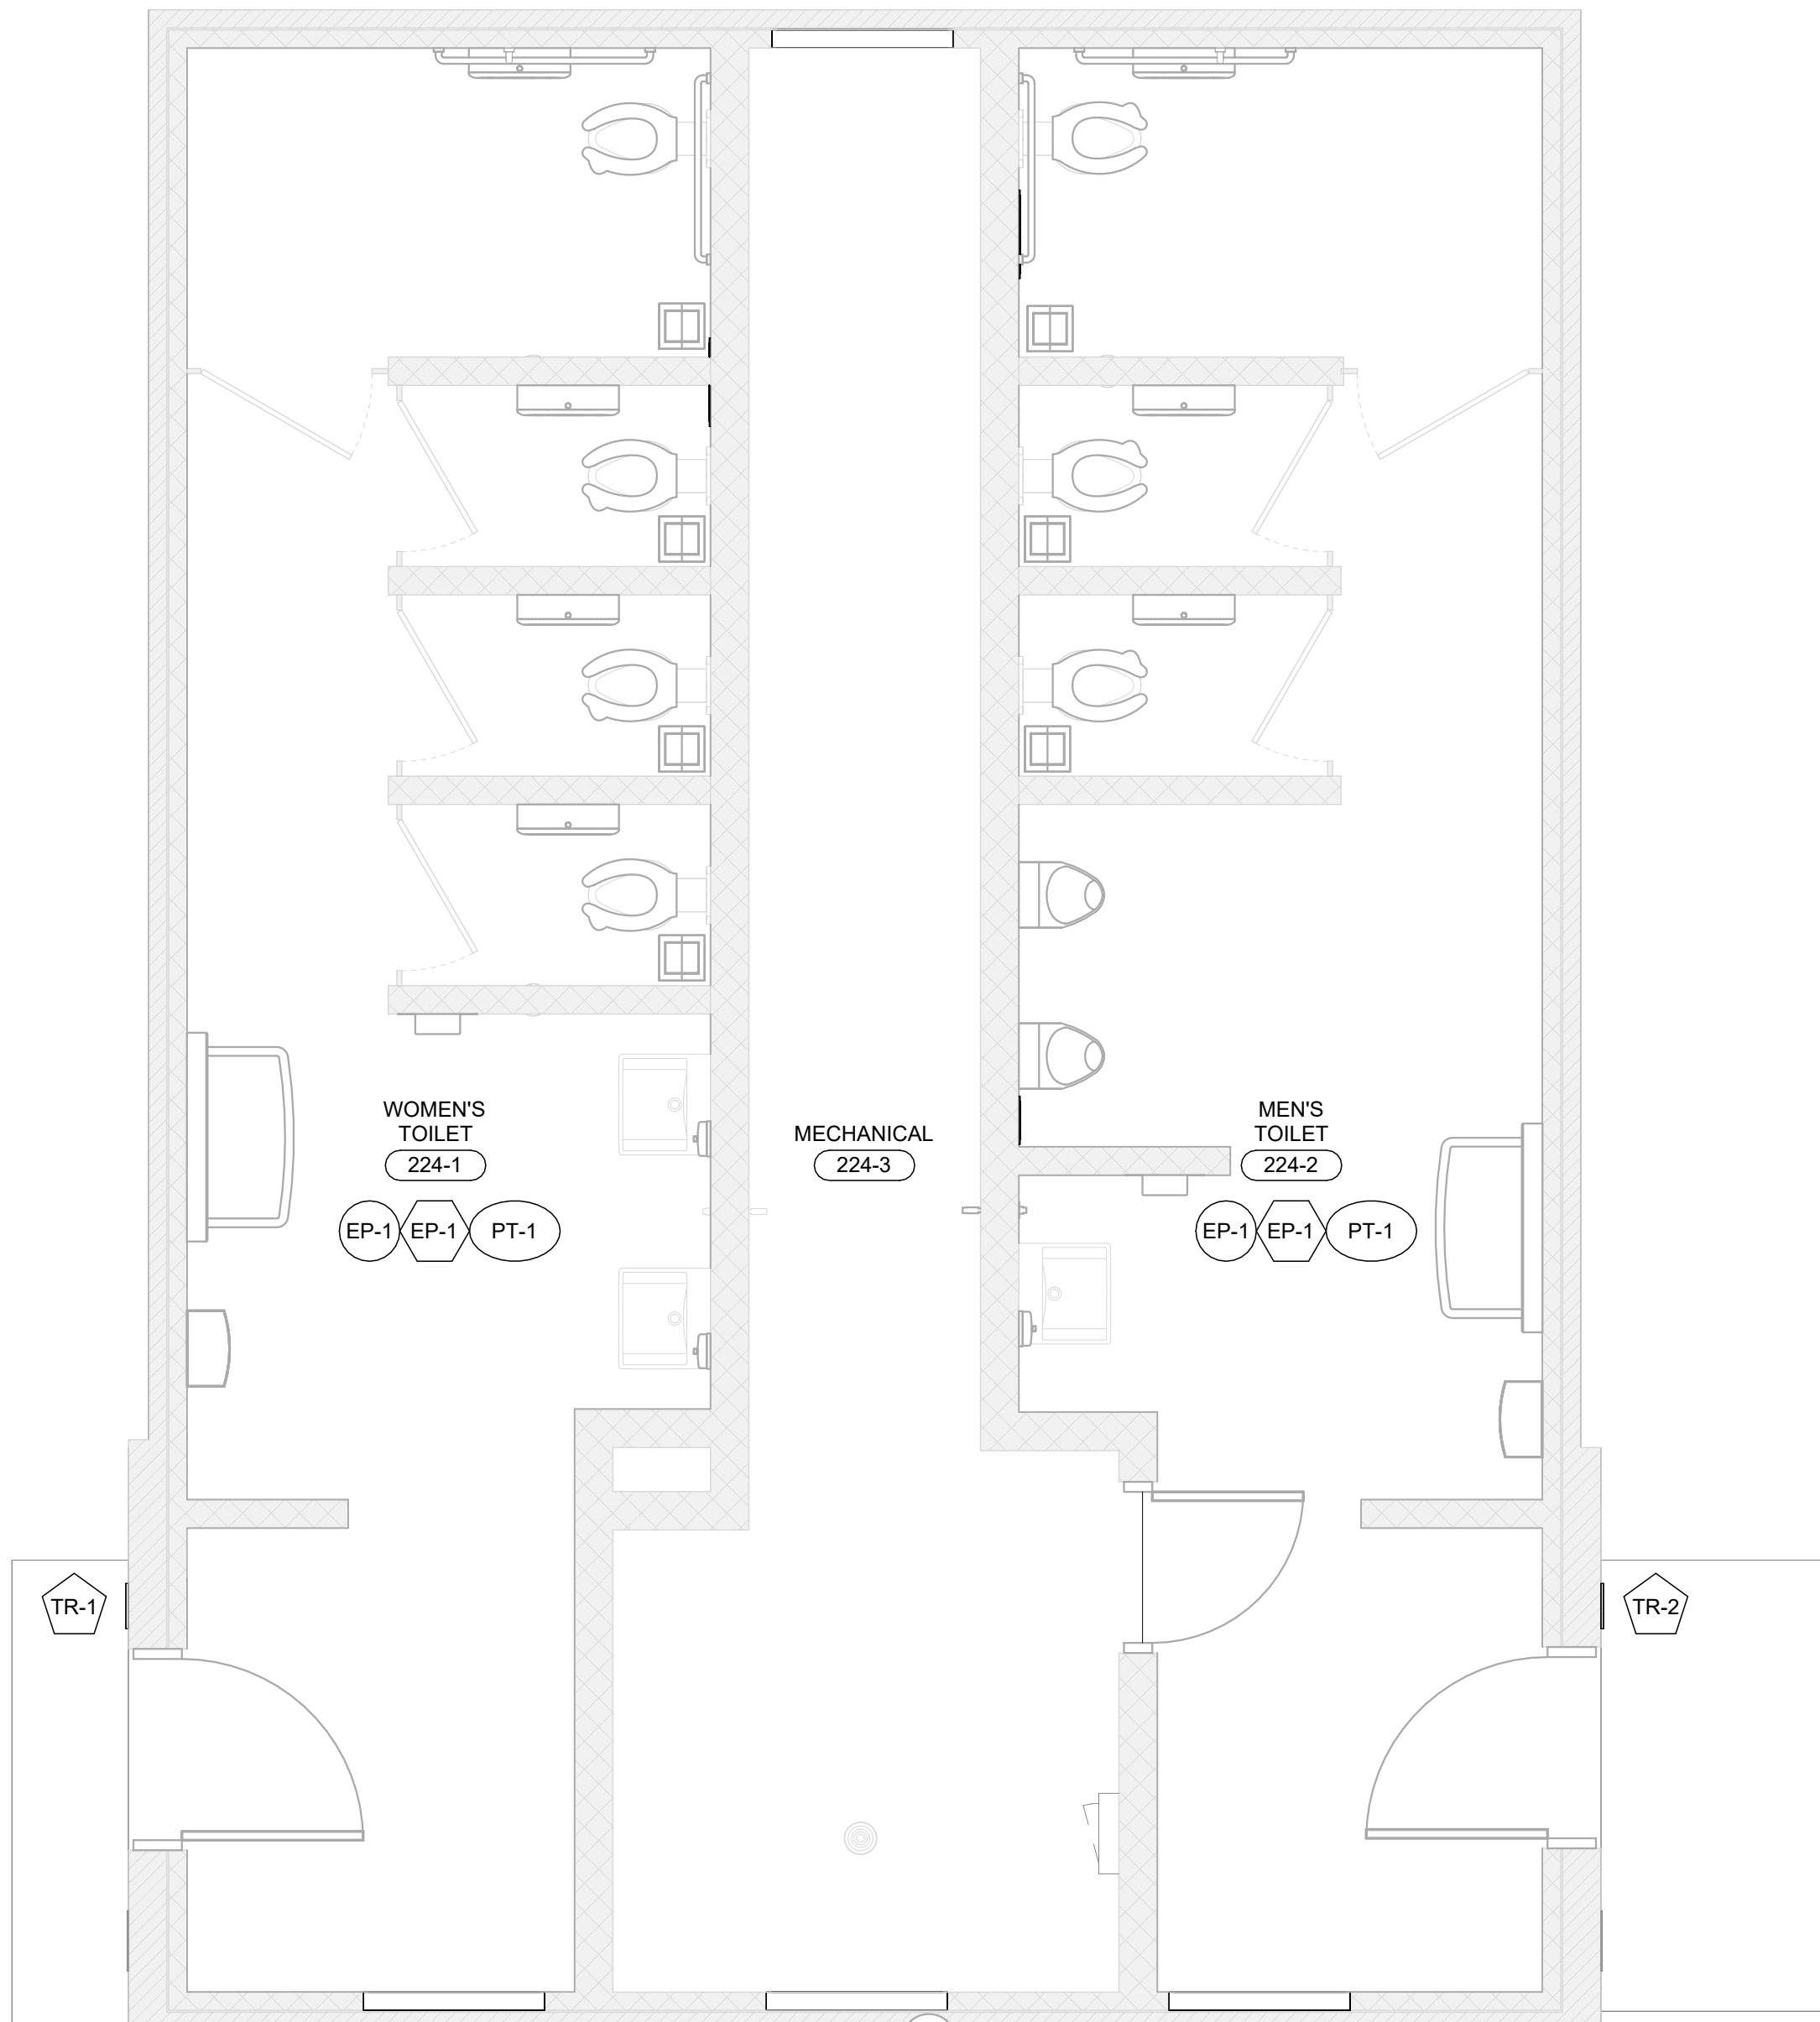 WOMEN'S
TOILET
224-1
EP-1 EP-1 PT-1
MECHANICAL
224-3
MEN'S
TOILET
224-2
EP-1 EP-1 PT-1
TR-1
TR-2